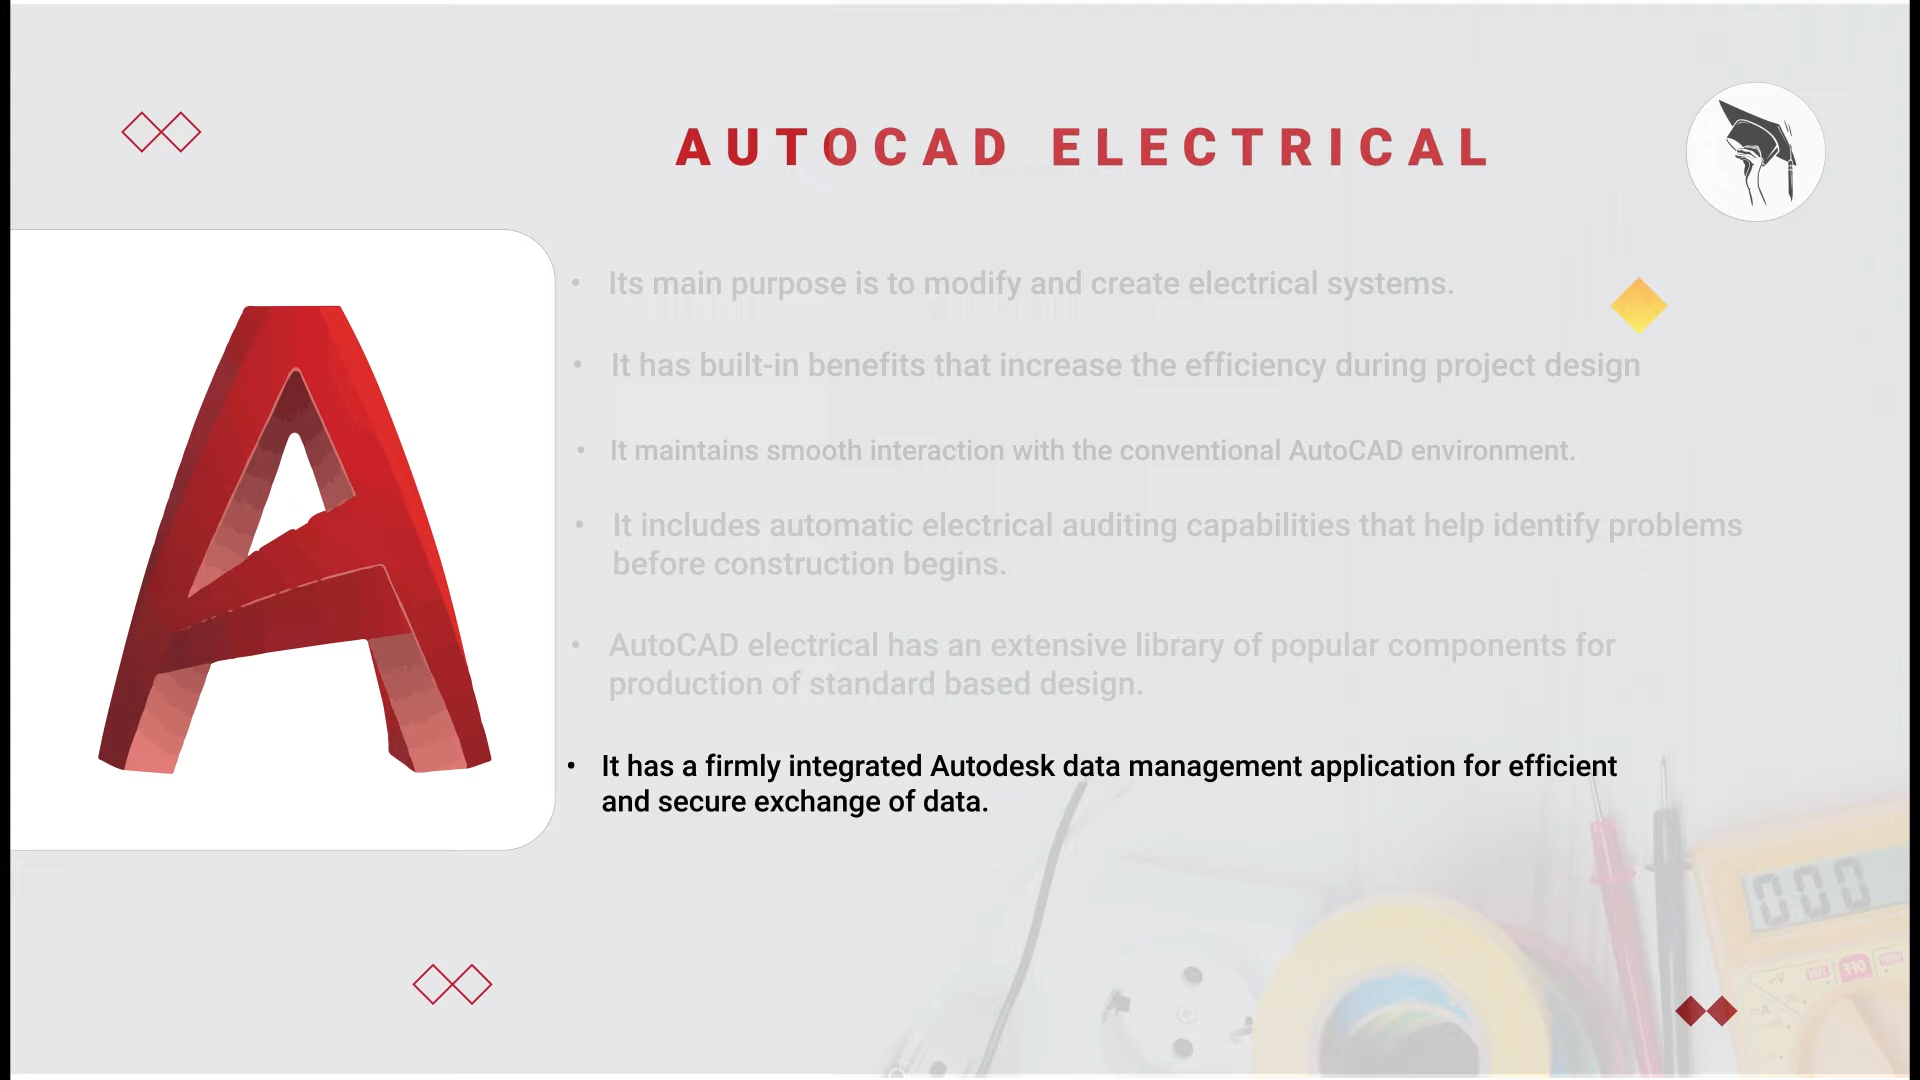 AUTOCAD ELECTRICAL
• Its main purpose is to modify and create electrical systems.
• It has built-in benefits that increase the efficiency during project design
• It maintains smooth interaction with the conventional AutoCAD environment.
• It includes automatic electrical auditing capabilities that help identify problems
before construction begins.
• AutoCAD electrical has an extensive library of popular components for
production of standard based design.
• It has a firmly integrated Autodesk data management application for efficient
and secure exchange of data.
000
OFF